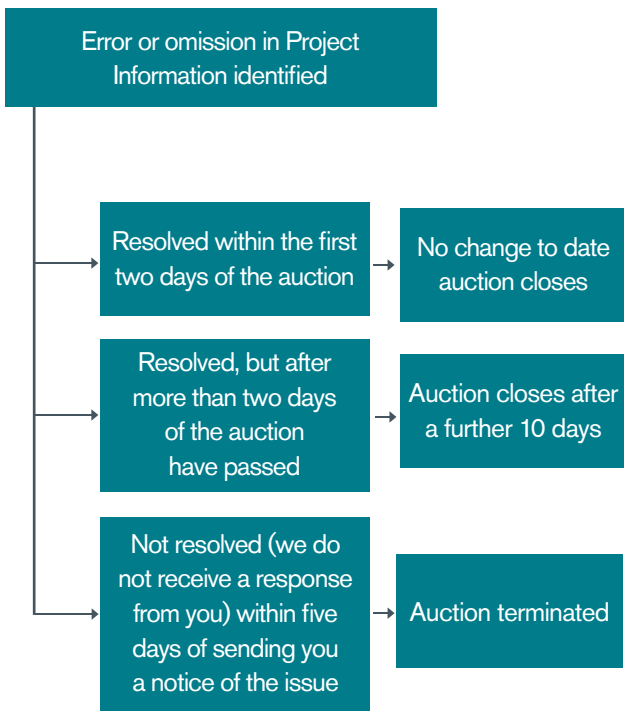 Error or omission in Project
Information identified
Resolved within the first
two days of the auction
No change to date
auction closes
Resolved, but after
more than two days
of the auction
have passed
Auction closes after
a further 10 days
Not resolved (we do
not receive a response
from you) within five
days of sending you
a notice of the issue
Auction terminated